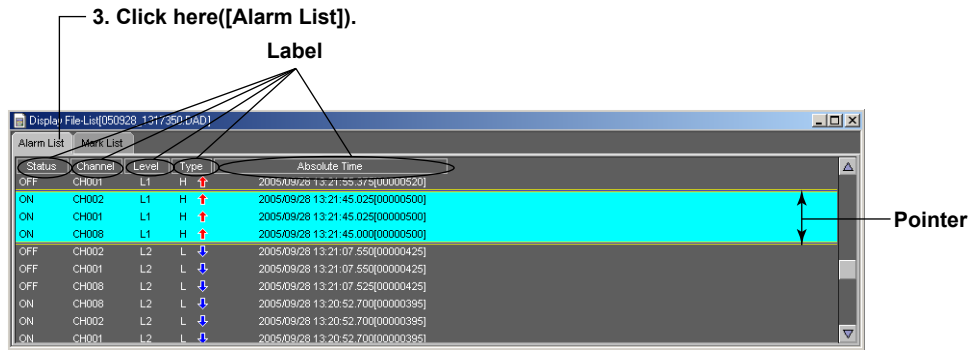 3. Click here([Alarm List]).
Label
Display File-List[050928_1317350.DAD]
Alarm List Mark List
Status Channel Level Type Absolute Time
OFF CH001 L1 H 2005/09/28 13:21:55.375[00000520]
ON CH002 L1 H 2005/09/28 13:21:45.025[00000500]
ON CH001 L1 H 2005/09/28 13:21:45.025[00000500]
Pointer
ON CH008 L1 H 2005/09/28 13:21:45.000[00000500]
OFF CH002 L2 L 2005/09/28 13:21:07.550[00000425]
OFF CH001 L2 L 2005/09/28 13:21:07.550[00000425]
OFF CH008 L2 L 2005/09/28 13:21:07.525[00000425]
ON CH008 L2 L 2005/09/28 13:20:52.700[00000395]
ON CH002 L2 L 2005/09/28 13:20:52.700[00000395]
ON CH001 L2 L 2005/09/28 13:20:52.700[00000395]